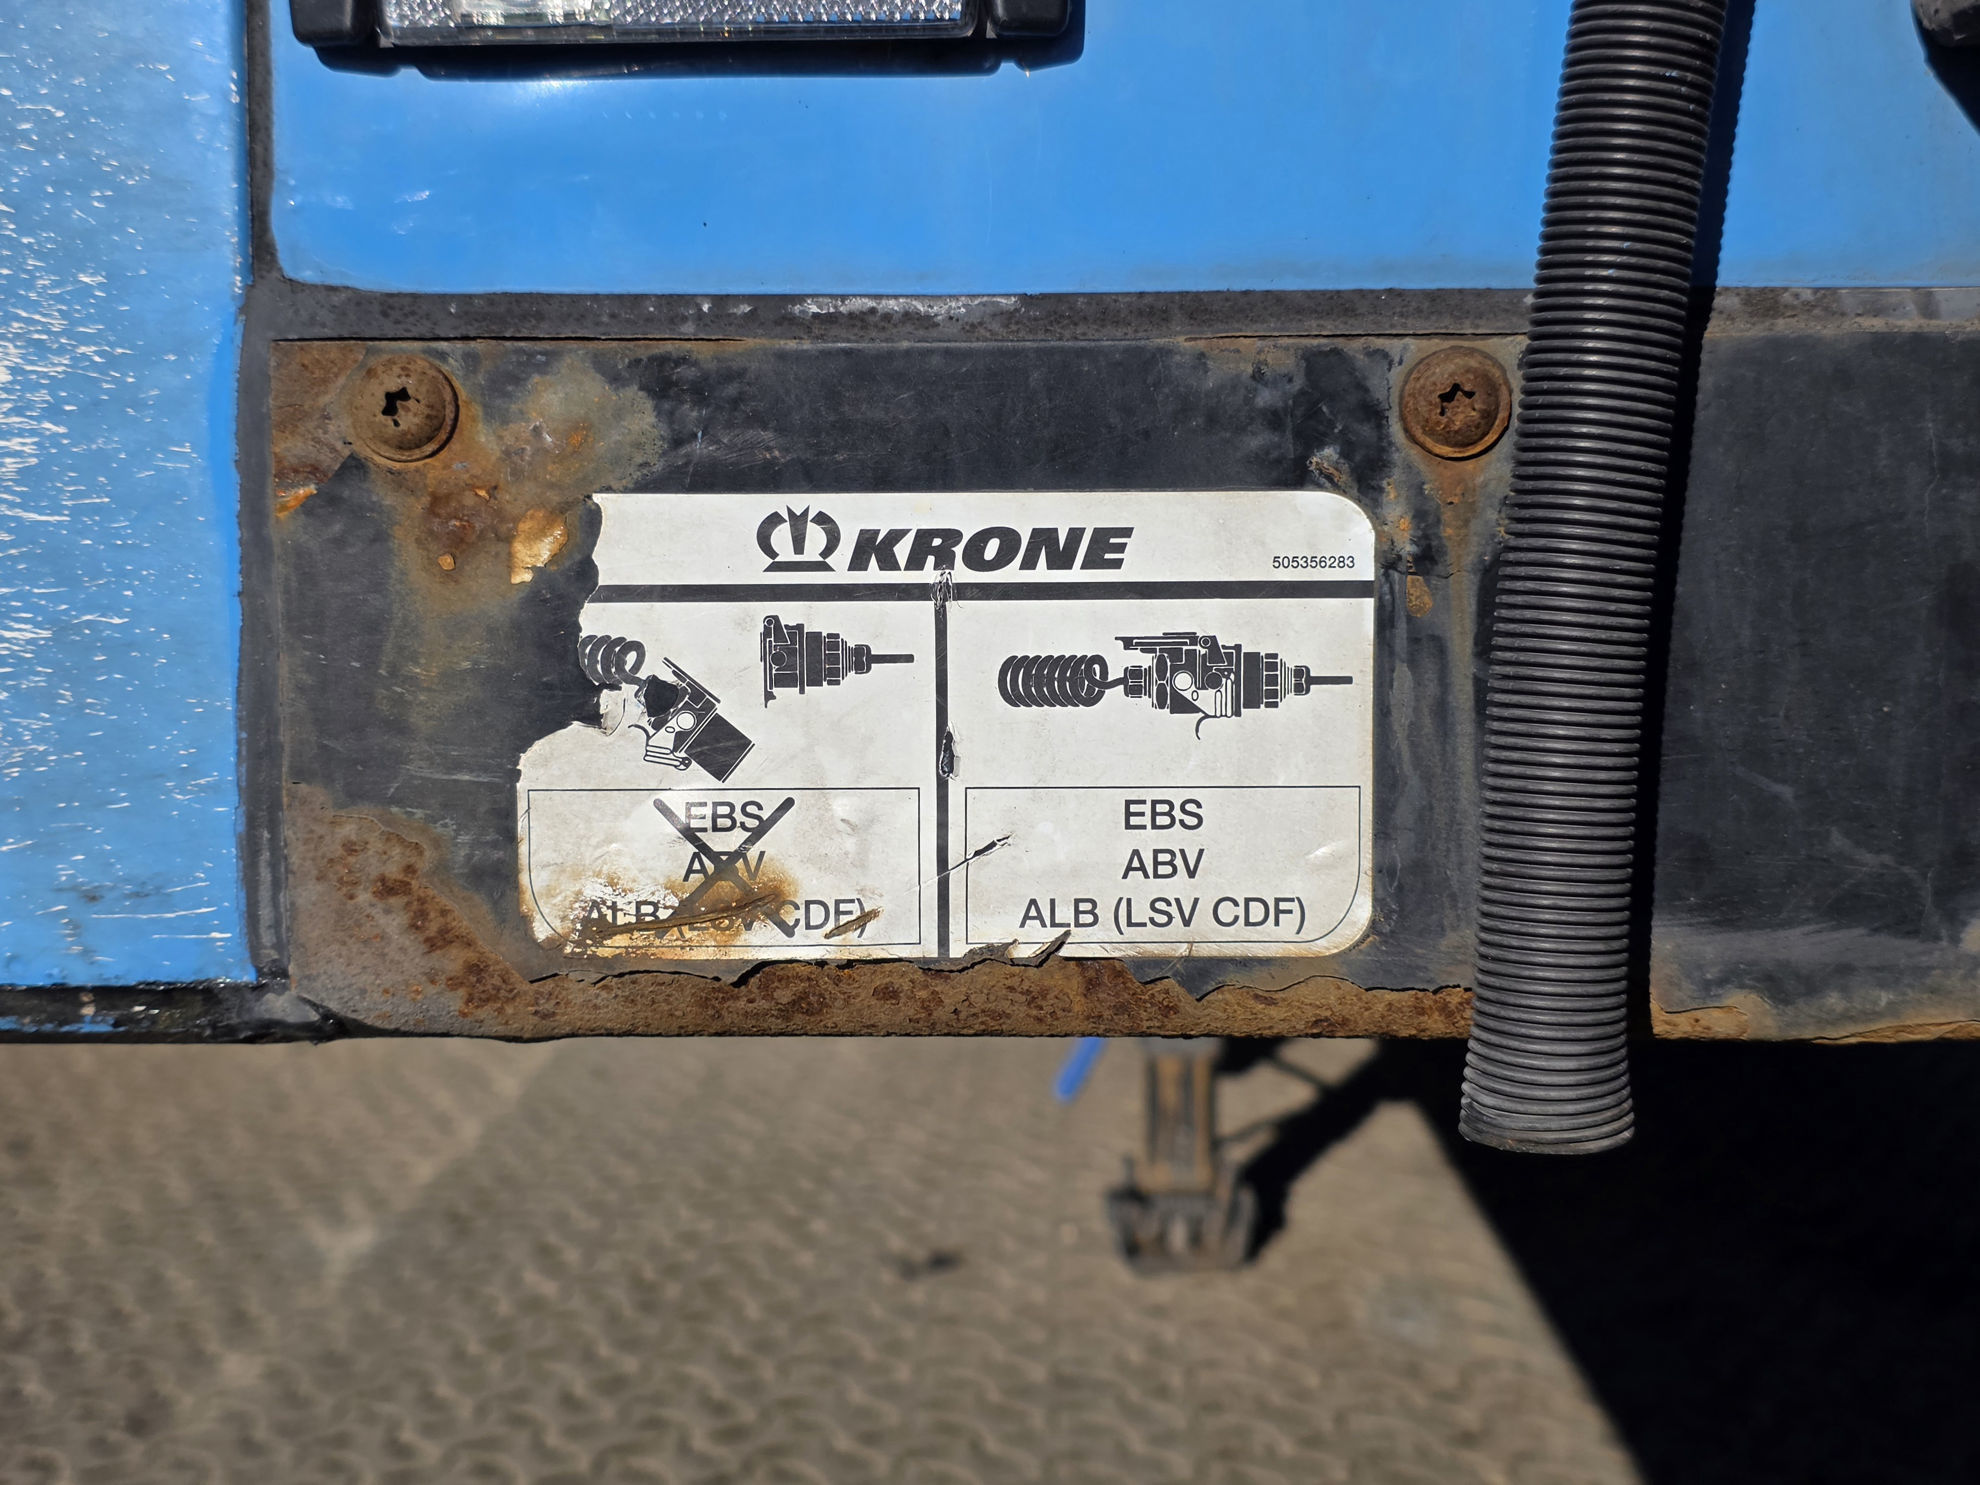 KRONE
505356283
EBS
ABV
ALB (LSV CDF)
EBS
ABV
ALB (LSV CDF)